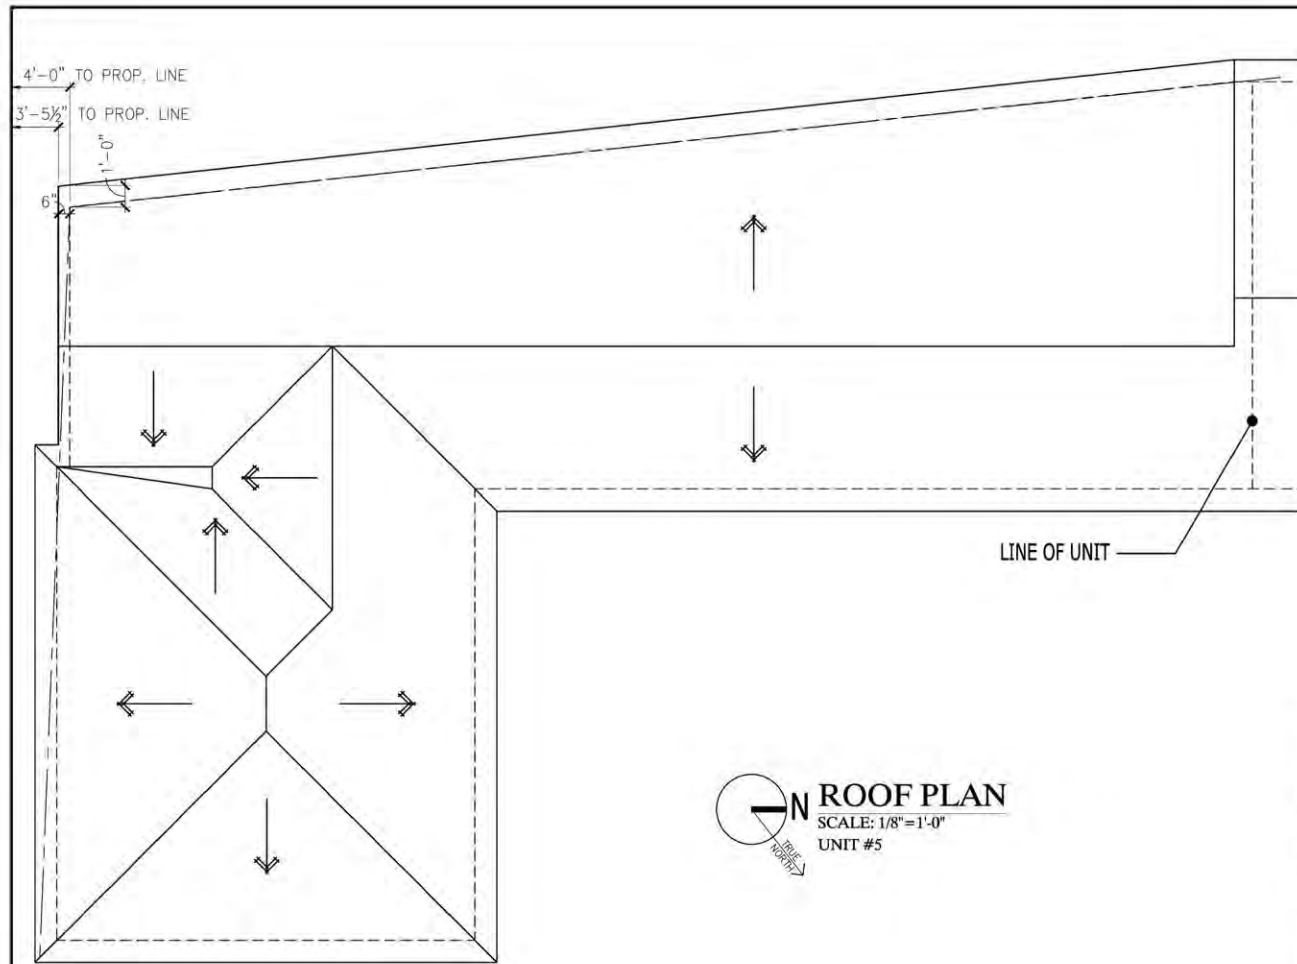 4'-0" TO PROP. LINE
3'-5½" TO PROP. LINE
1'-0"
6"
LINE OF UNIT
N
ROOF PLAN
SCALE: 1/8"=1'-0"
UNIT #5
TRUE
NORTH